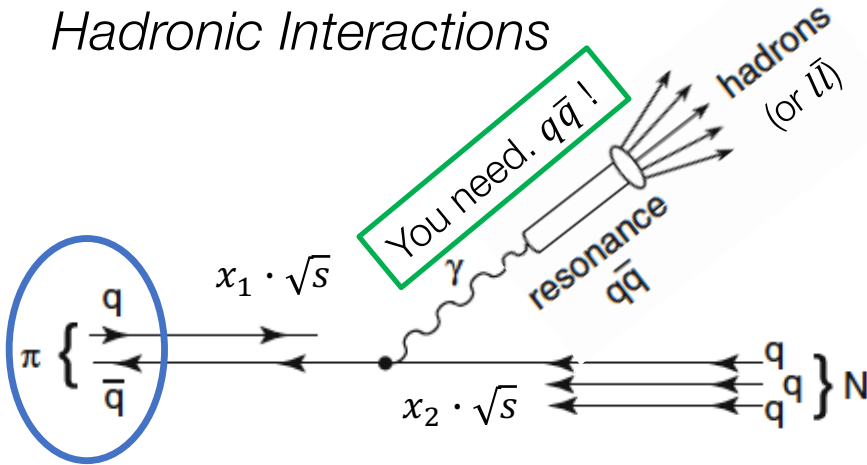 Hadronic Interactions
hadrons
(or ll̄)
You need. qq̄ !
γ
resonance
qq̄
x₁ · √s
π { q
q̄
x₂ · √s
q
q } N
q